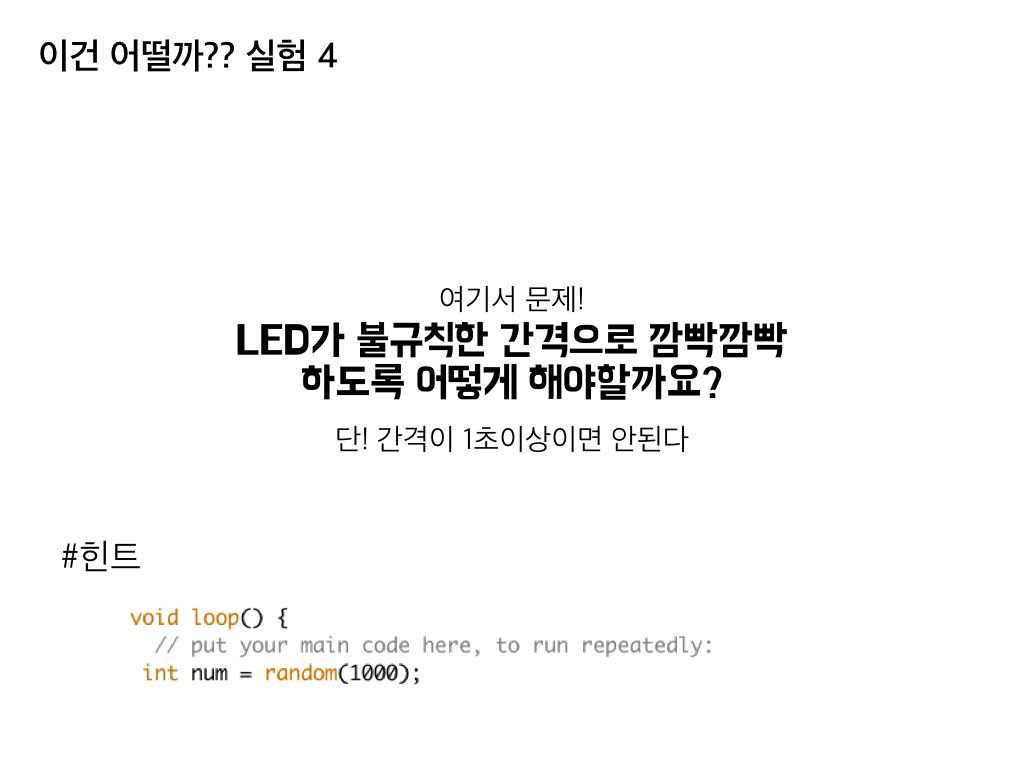 이건 어떨까?? 실험 4
여기서 문제!
LED가 불규칙한 간격으로 깜빡깜빡
하도록 어떻게 해야할까요?
단! 간격이 1초이상이면 안된다
#힌트
void loop() {
// put your main code here, to run repeatedly:
int num = random(1000);